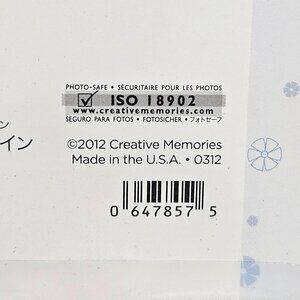 PHOTO-SAFE • SÉCURITAIRE POUR LES PHOTOS
ISO 18902
www.creativememories.com
SEGURO PARA FOTOS • FOTOSICHER • フォトセーフ
ン
イン
©2012 Creative Memories
Made in the U.S.A. • 0312
0 647857 5